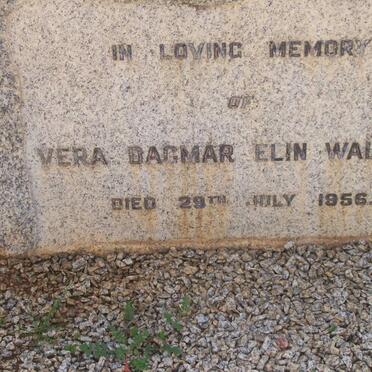 IN LOVING MEMORY
OF
VERA DAGMAR ELIN
DIED 29TH JULY 1956.